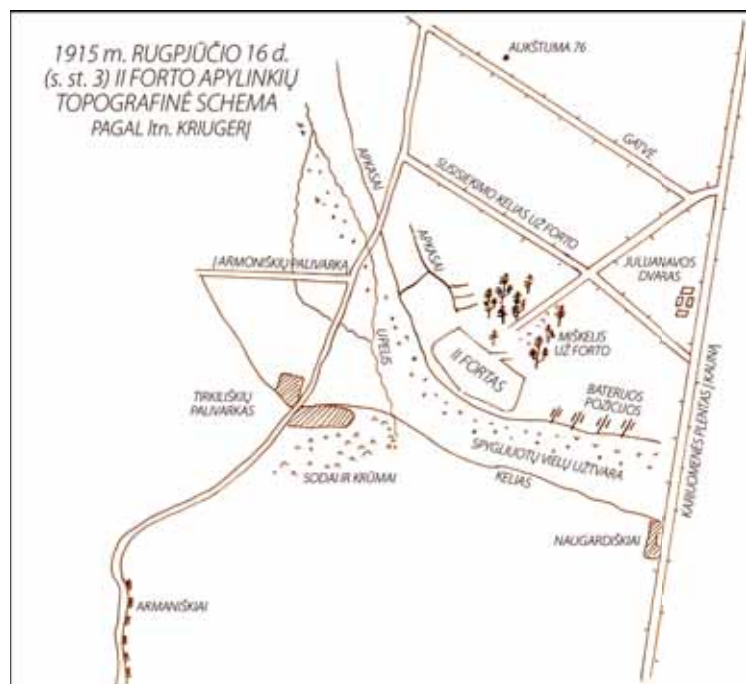 1915 m. RUGPJŪČIO 16 d.
(s. st. 3) II FORTO APYLINKIŲ
TOPOGRAFINĖ SCHEMA
PAGAL ltn. KRIUGERĮ
AUKŠTUMA 76
GATVĖ
APKASAI
SUSISIEKIMO KELIAS UŽ FORTO
APKASAI
Į ARMONIŠKIŲ PALIVARKĄ
JULIJANAVOS
DVARAS
UPELIS
MIŠKELIS
UŽ FORTO
II FORTAS
TIRKILIŠKIŲ
PALIVARKAS
BATERIJOS
POZICIJOS
KARIUOMENĖS PLENTAS Į KAUNĄ
SPYGLIUOTŲ VIELŲ UŽTVARA
SODAI IR KRŪMAI
KELIAS
NAUGARDIŠKIAI
ARMANIŠKIAI